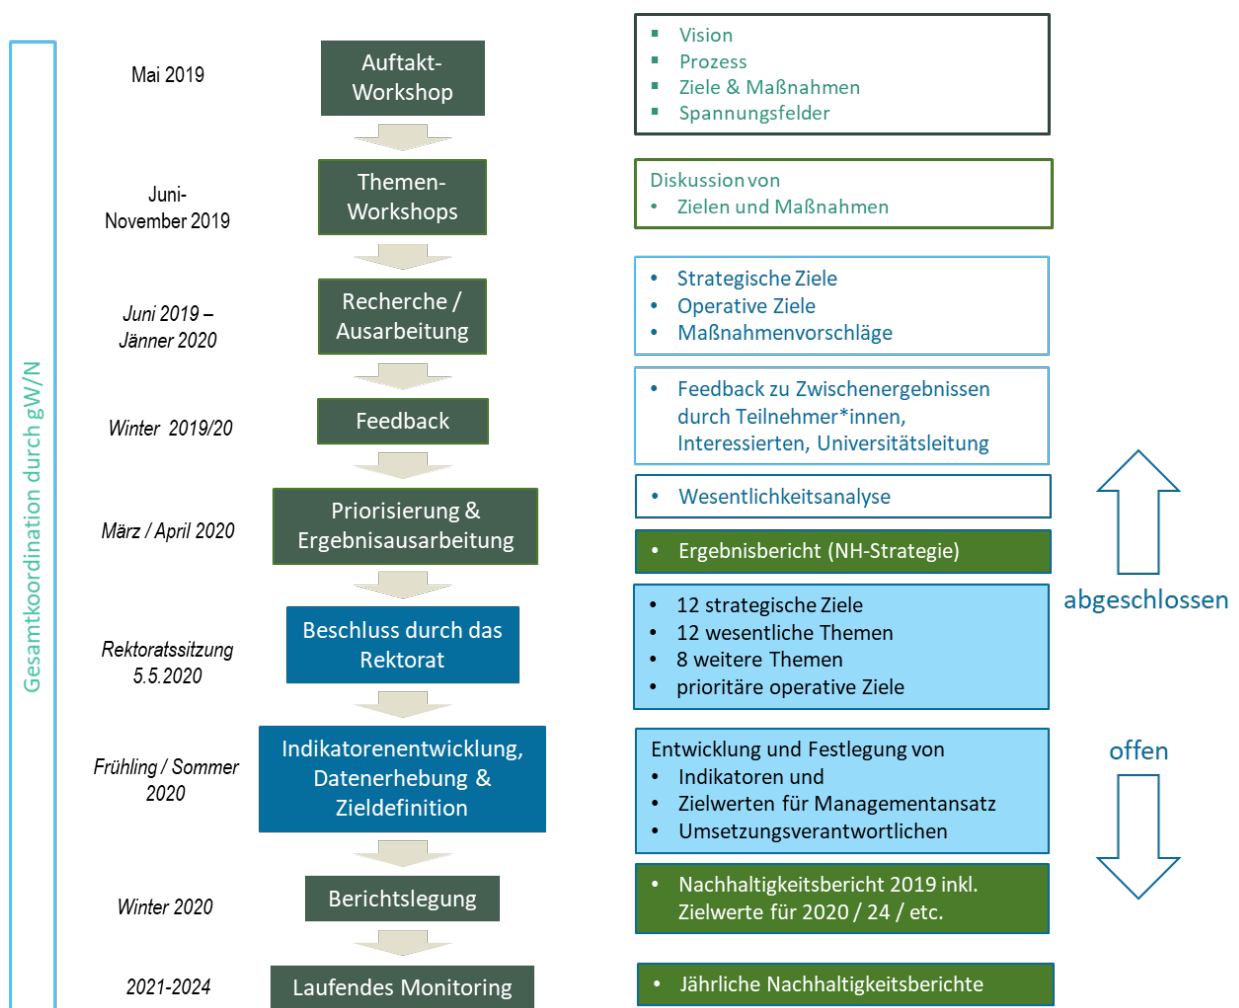 Gesamtkoordination durch gW/N
Mai 2019
Auftakt-
Workshop
▪ Vision
▪ Prozess
▪ Ziele & Maßnahmen
▪ Spannungsfelder
Juni-
November 2019
Themen-
Workshops
Diskussion von
• Zielen und Maßnahmen
Juni 2019 –
Jänner 2020
Recherche /
Ausarbeitung
• Strategische Ziele
• Operative Ziele
• Maßnahmenvorschläge
Winter 2019/20
Feedback
• Feedback zu Zwischenergebnissen
durch Teilnehmer*innen,
Interessierten, Universitätsleitung
März / April 2020
Priorisierung &
Ergebnisausarbeitung
• Wesentlichkeitsanalyse
• Ergebnisbericht (NH-Strategie)
abgeschlossen
Rektoratssitzung
5.5.2020
Beschluss durch das
Rektorat
• 12 strategische Ziele
• 12 wesentliche Themen
• 8 weitere Themen
• prioritäre operative Ziele
Frühling / Sommer
2020
Indikatorenentwicklung,
Datenerhebung &
Zieldefinition
Entwicklung und Festlegung von
• Indikatoren und
• Zielwerten für Managementansatz
• Umsetzungsverantwortlichen
offen
Winter 2020
Berichtslegung
• Nachhaltigkeitsbericht 2019 inkl.
Zielwerte für 2020 / 24 / etc.
2021-2024
Laufendes Monitoring
• Jährliche Nachhaltigkeitsberichte